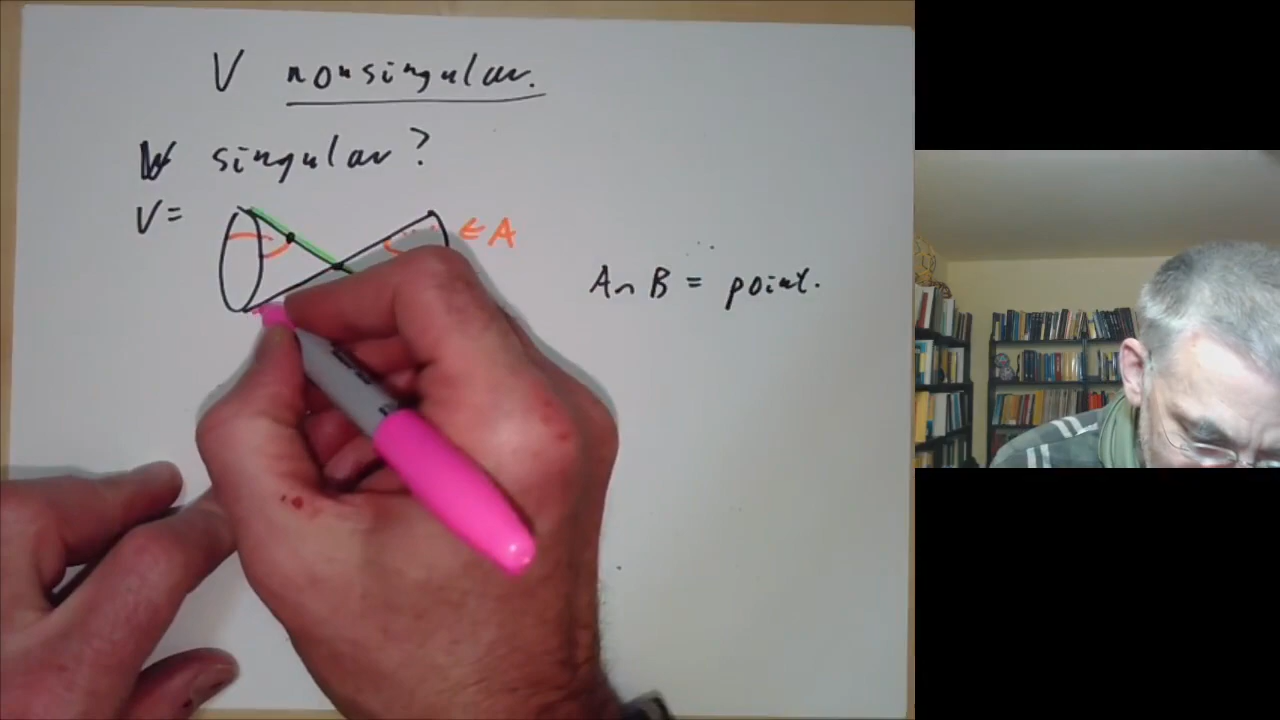 V nonsingular.
V singular?
V =
∈ A
A ∩ B = point.